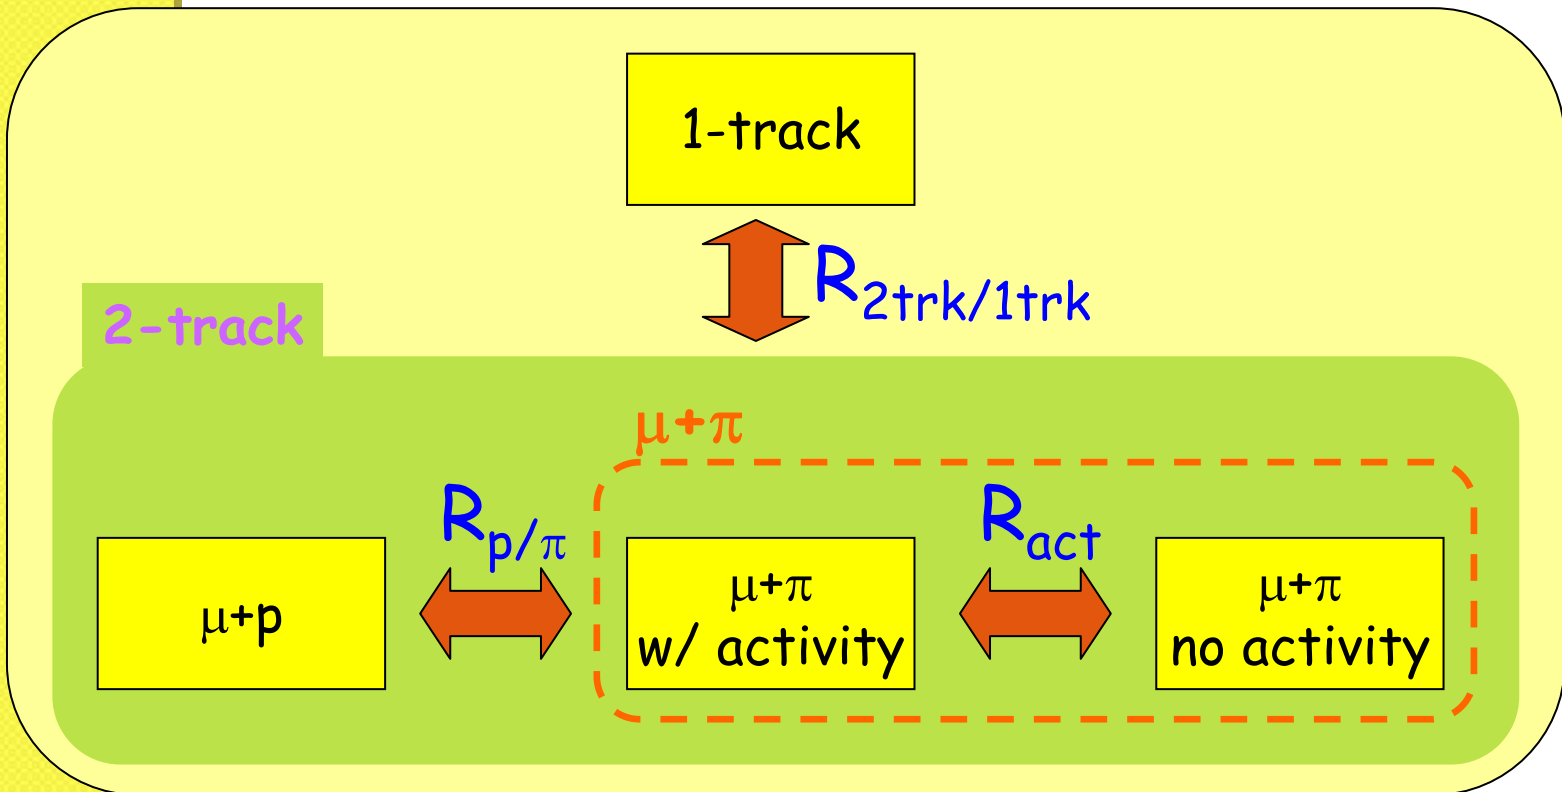 1-track
R2trk/1trk
2-track
μ+π
Rp/π
Ract
μ+p
μ+π
w/ activity
μ+π
no activity